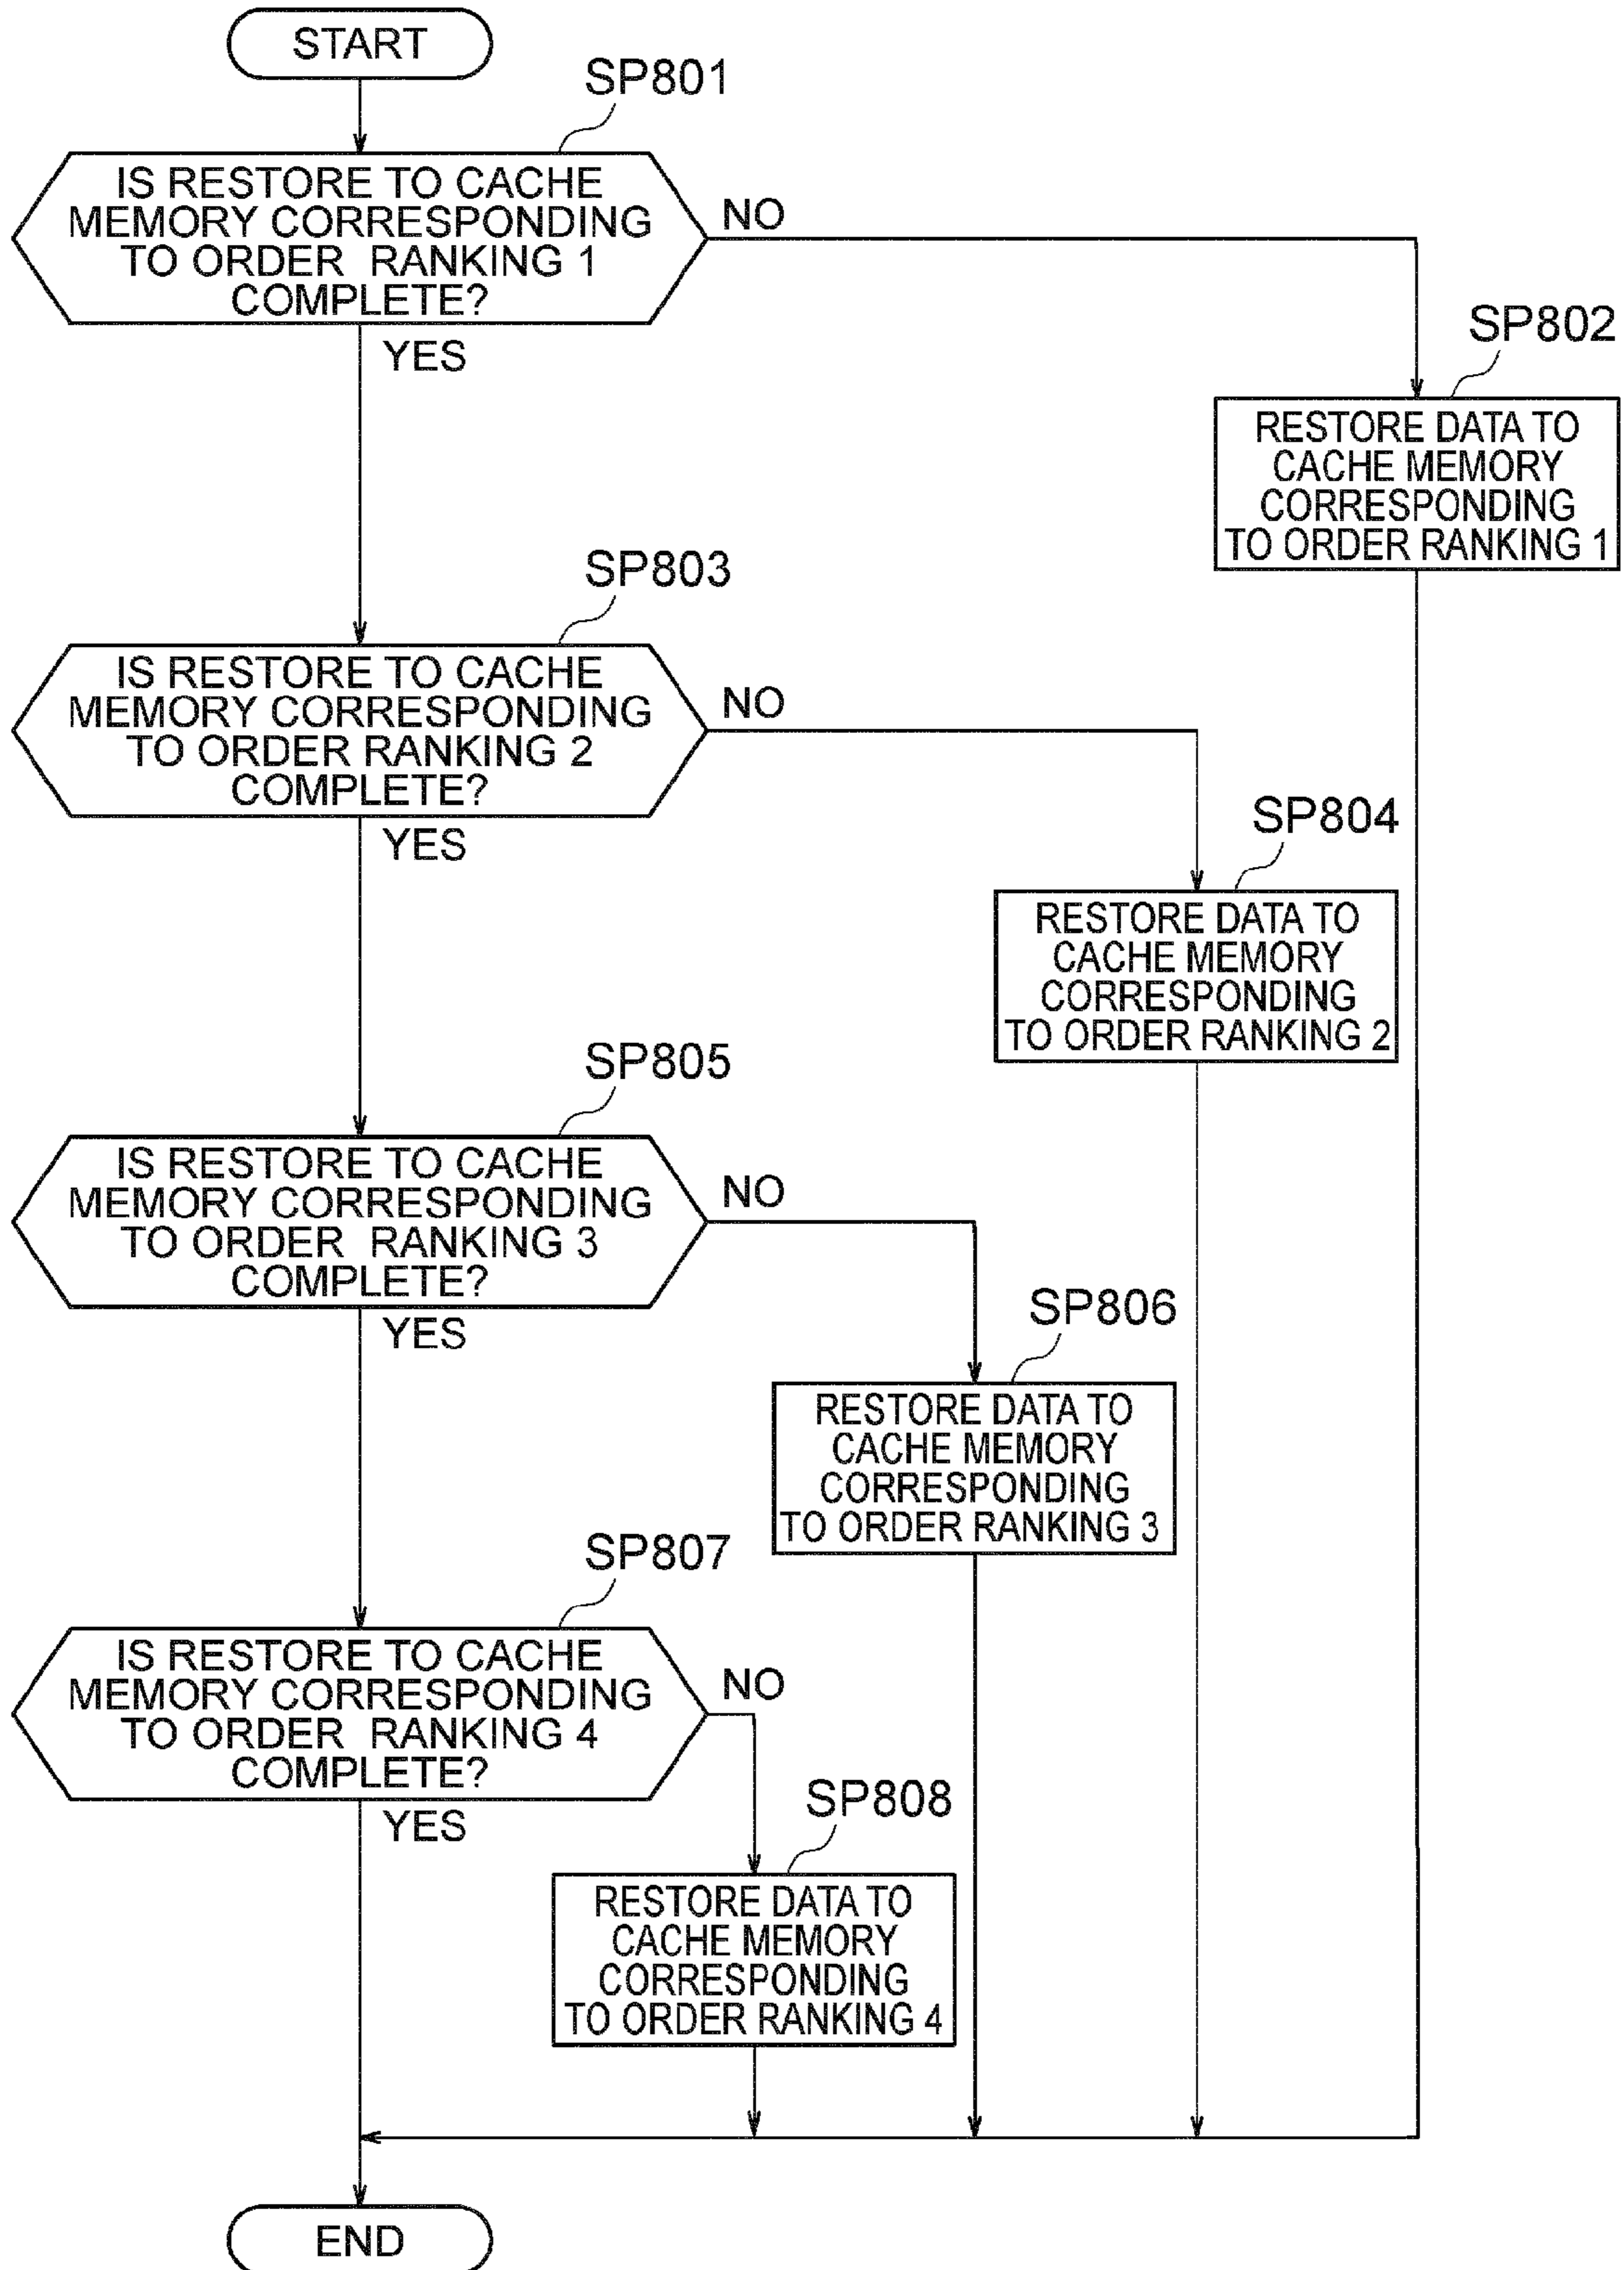 START
SP801
IS RESTORE TO CACHE
MEMORY CORRESPONDING
TO ORDER RANKING 1
COMPLETE?
NO
YES
SP802
RESTORE DATA TO
CACHE MEMORY
CORRESPONDING
TO ORDER RANKING 1
SP803
IS RESTORE TO CACHE
MEMORY CORRESPONDING
TO ORDER RANKING 2
COMPLETE?
NO
YES
SP804
RESTORE DATA TO
CACHE MEMORY
CORRESPONDING
TO ORDER RANKING 2
SP805
IS RESTORE TO CACHE
MEMORY CORRESPONDING
TO ORDER RANKING 3
COMPLETE?
NO
YES
SP806
RESTORE DATA TO
CACHE MEMORY
CORRESPONDING
TO ORDER RANKING 3
SP807
IS RESTORE TO CACHE
MEMORY CORRESPONDING
TO ORDER RANKING 4
COMPLETE?
NO
YES
SP808
RESTORE DATA TO
CACHE MEMORY
CORRESPONDING
TO ORDER RANKING 4
END